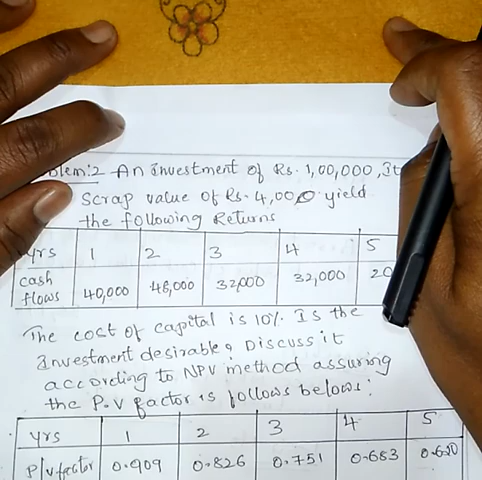 An Investment of Rs. 1,00,000, It
Scrap value of Rs. 4,000 yield
the following Returns
yrs 1 2 3 4 5
cash flows 40,000 48,000 32,000 32,000 20
The cost of capital is 10%. Is the
Investment desirable, Discuss it
according to NPV method assuring
the P.V factor is follows belows:
yrs 1 2 3 4 5
P/v factor 0.909 0.826 0.751 0.683 0.620